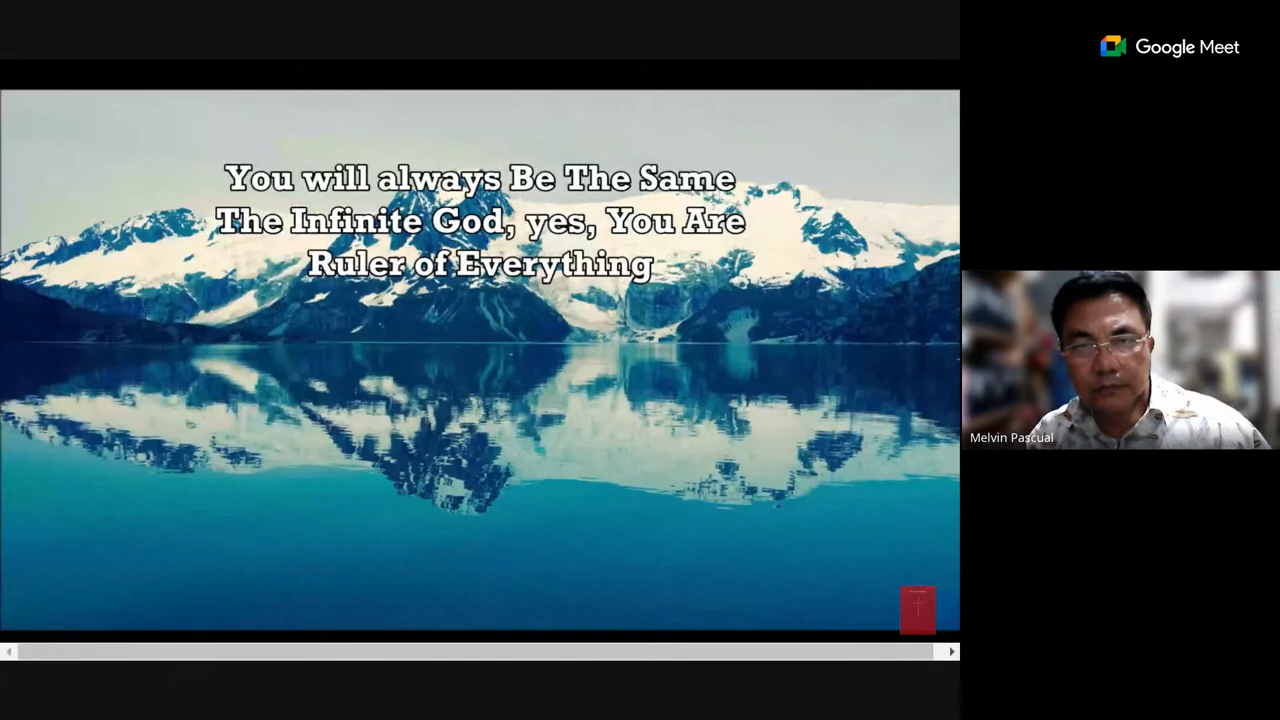 Google Meet
You will always Be The Same
The Infinite God, yes, You Are
Ruler of Everything
Melvin Pascual